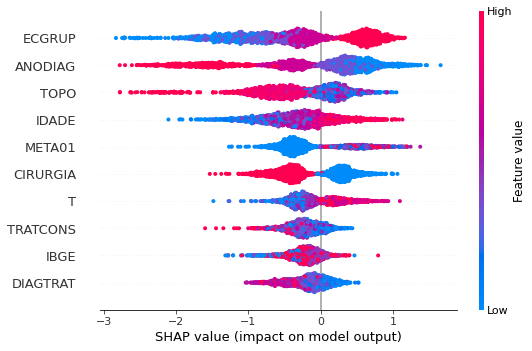 High
ECGRUP
ANODIAG
TOPO
IDADE
META01
CIRURGIA
T
TRATCONS
IBGE
DIAGTRAT
Feature value
Low
−3 −2 −1 0 1
SHAP value (impact on model output)